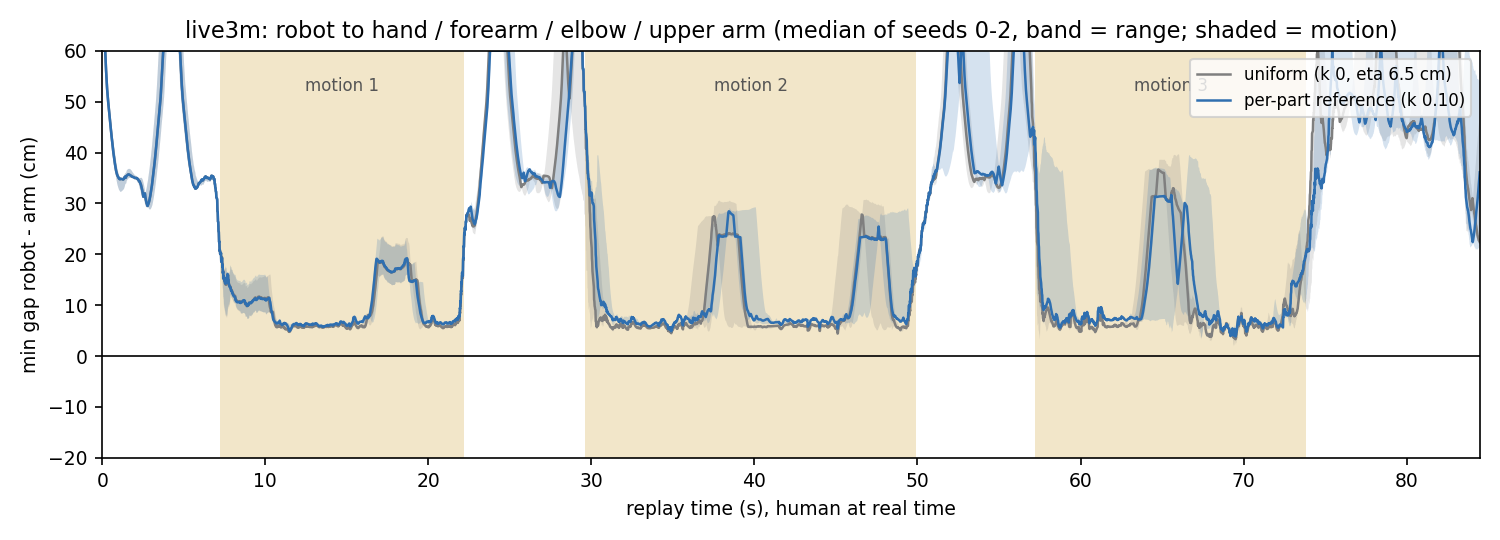 live3m: robot to hand / forearm / elbow / upper arm (median of seeds 0-2, band = range; shaded = motion)
min gap robot - arm (cm)
60
50
40
30
20
10
0
−10
−20
motion 1
motion 2
motion 3
uniform (k 0, eta 6.5 cm)
per-part reference (k 0.10)
0
10
20
30
40
50
60
70
80
replay time (s), human at real time